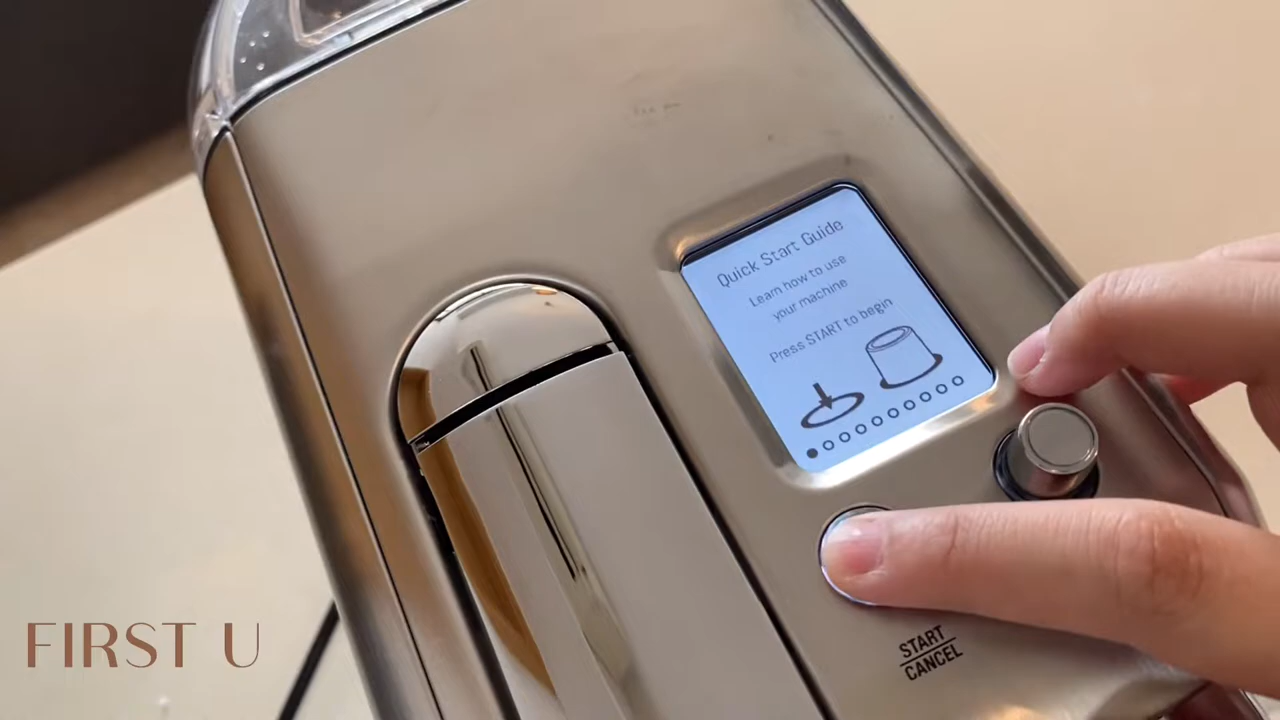 Quick Start Guide
Learn how to use
your machine
Press START to begin
START
CANCEL
FIRST U